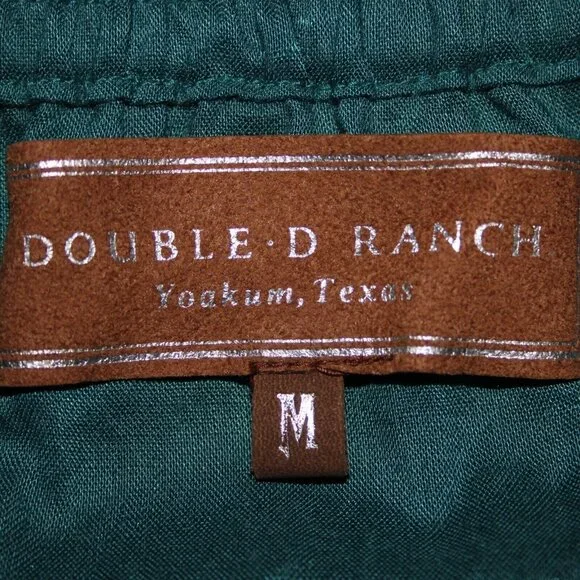 DOUBLE·D RANCH
Yoakum, Texas
M